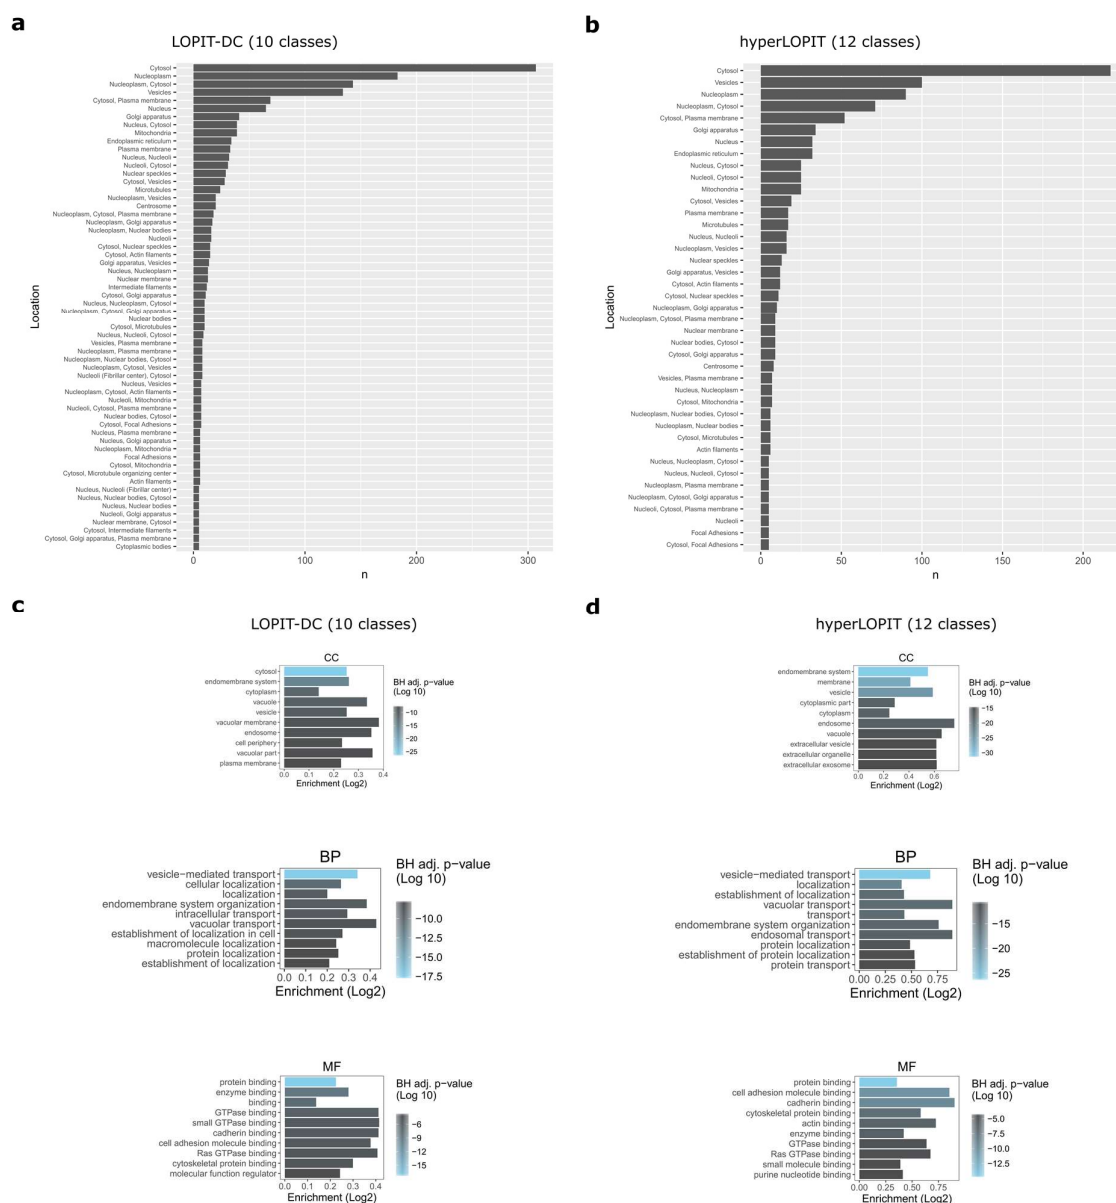 a
LOPIT-DC (10 classes)
Cytosol
Nucleoplasm
Nucleoplasm, Cytosol
Vesicles
Cytosol, Plasma membrane
Nucleus
Golgi apparatus
Nucleus, Cytosol
Mitochondria
Endoplasmic reticulum
Plasma membrane
Nucleus, Nucleoli
Nucleoli, Cytosol
Nuclear speckles
Cytosol, Vesicles
Microtubules
Nucleoplasm, Vesicles
Centrosome
Nucleoplasm, Cytosol, Plasma membrane
Nucleoplasm, Golgi apparatus
Nucleoplasm, Nuclear bodies
Nucleoli
Cytosol, Nuclear speckles
Cytosol, Actin filaments
Golgi apparatus, Vesicles
Nucleus, Nucleoplasm
Nuclear membrane
Intermediate filaments
Cytosol, Golgi apparatus
Nucleus, Nucleoplasm, Cytosol
Nucleoplasm, Cytosol, Golgi apparatus
Nuclear bodies
Cytosol, Microtubules
Nucleus, Nucleoli, Cytosol
Vesicles, Plasma membrane
Nucleoplasm, Plasma membrane
Nucleoplasm, Nuclear bodies, Cytosol
Nucleoplasm, Cytosol, Vesicles
Nucleoli (Fibrillar center), Cytosol
Nucleus, Vesicles
Nucleoplasm, Cytosol, Actin filaments
Nucleoli, Mitochondria
Nucleoli, Cytosol, Plasma membrane
Nuclear bodies, Cytosol
Cytosol, Focal Adhesions
Nucleus, Plasma membrane
Nucleus, Golgi apparatus
Nucleoplasm, Mitochondria
Focal Adhesions
Cytosol, Mitochondria
Cytosol, Microtubule organizing center
Actin filaments
Nucleus, Nucleoli (Fibrillar center)
Nucleus, Nuclear bodies, Cytosol
Nucleus, Nuclear bodies
Nucleoli, Golgi apparatus
Nuclear membrane, Cytosol
Cytosol, Intermediate filaments
Cytosol, Golgi apparatus, Plasma membrane
Cytoplasmic bodies
Location
0 100 200 300
n
b
hyperLOPIT (12 classes)
Cytosol
Vesicles
Nucleoplasm
Nucleoplasm, Cytosol
Cytosol, Plasma membrane
Golgi apparatus
Nucleus
Endoplasmic reticulum
Nucleus, Cytosol
Nucleoli, Cytosol
Mitochondria
Cytosol, Vesicles
Plasma membrane
Microtubules
Nucleus, Nucleoli
Nucleoplasm, Vesicles
Nuclear speckles
Golgi apparatus, Vesicles
Cytosol, Actin filaments
Cytosol, Nuclear speckles
Nucleoplasm, Golgi apparatus
Nucleoplasm, Cytosol, Plasma membrane
Nuclear membrane
Nuclear bodies, Cytosol
Cytosol, Golgi apparatus
Centrosome
Vesicles, Plasma membrane
Nucleus, Nucleoplasm
Cytosol, Mitochondria
Nucleoplasm, Nuclear bodies, Cytosol
Nucleoplasm, Nuclear bodies
Cytosol, Microtubules
Actin filaments
Nucleus, Nucleoplasm, Cytosol
Nucleus, Nucleoli, Cytosol
Nucleoplasm, Plasma membrane
Nucleoplasm, Cytosol, Golgi apparatus
Nucleoli, Cytosol, Plasma membrane
Nucleoli
Focal Adhesions
Cytosol, Focal Adhesions
Location
0 50 100 150 200
n
c
LOPIT-DC (10 classes)
CC
cytosol
endomembrane system
cytoplasm
vacuole
vesicle
vacuolar membrane
endosome
cell periphery
vacuolar part
plasma membrane
0.0 0.1 0.2 0.3 0.4
Enrichment (Log2)
BH adj. p-value
(Log 10)
−10
−15
−20
−25
BP
vesicle-mediated transport
cellular localization
localization
endomembrane system organization
intracellular transport
vacuolar transport
establishment of localization in cell
macromolecule localization
protein localization
establishment of localization
0.0 0.1 0.2 0.3 0.4
Enrichment (Log2)
BH adj. p−value
(Log 10)
−10.0
−12.5
−15.0
−17.5
MF
protein binding
enzyme binding
binding
GTPase binding
small GTPase binding
cadherin binding
cell adhesion molecule binding
Ras GTPase binding
cytoskeletal protein binding
molecular function regulator
0.0 0.1 0.2 0.3 0.4
Enrichment (Log2)
BH adj. p-value
(Log 10)
−6
−9
−12
−15
d
hyperLOPIT (12 classes)
CC
endomembrane system
membrane
vesicle
cytoplasmic part
cytoplasm
endosome
vacuole
extracellular vesicle
extracellular organelle
extracellular exosome
0.0 0.2 0.4 0.6
Enrichment (Log2)
BH adj. p-value
(Log 10)
−15
−20
−25
−30
BP
vesicle-mediated transport
localization
establishment of localization
vacuolar transport
transport
endomembrane system organization
endosomal transport
protein localization
establishment of protein localization
protein transport
0.00 0.25 0.50 0.75
Enrichment (Log2)
BH adj. p−value
(Log 10)
−15
−20
−25
MF
protein binding
cell adhesion molecule binding
cadherin binding
cytoskeletal protein binding
actin binding
enzyme binding
GTPase binding
Ras GTPase binding
small molecule binding
purine nucleotide binding
0.00 0.25 0.50 0.75
Enrichment (Log2)
BH adj. p-value
(Log 10)
−5.0
−7.5
−10.0
−12.5